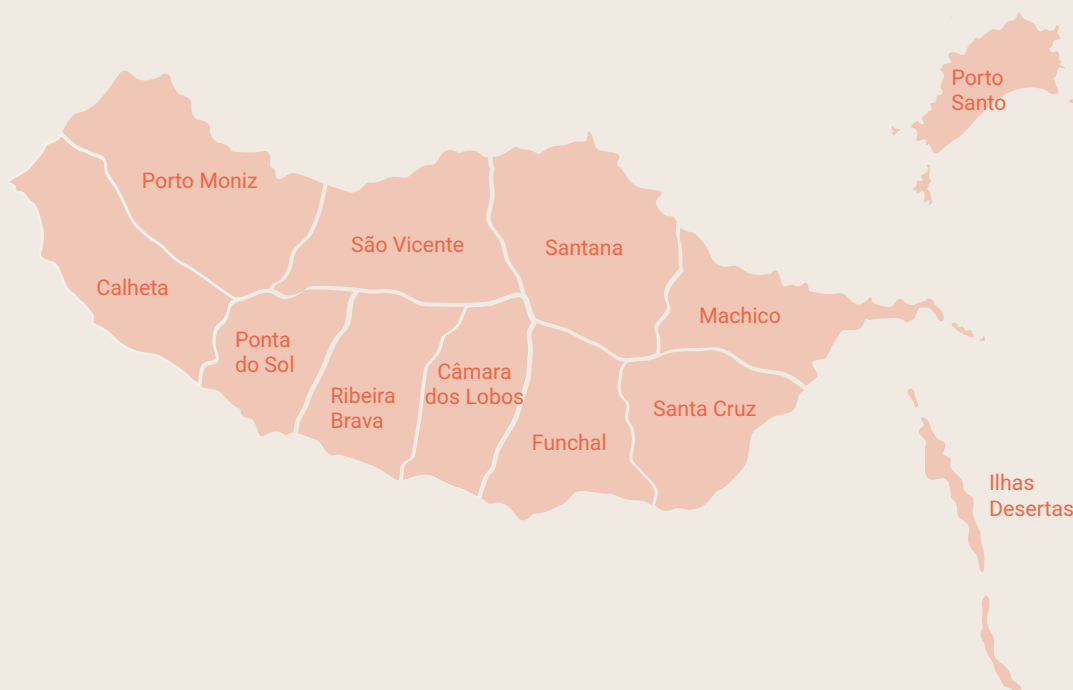 Porto
Santo
Porto Moniz
São Vicente
Santana
Calheta
Machico
Ponta
do Sol
Câmara
dos Lobos
Ribeira
Brava
Santa Cruz
Funchal
Ilhas
Desertas